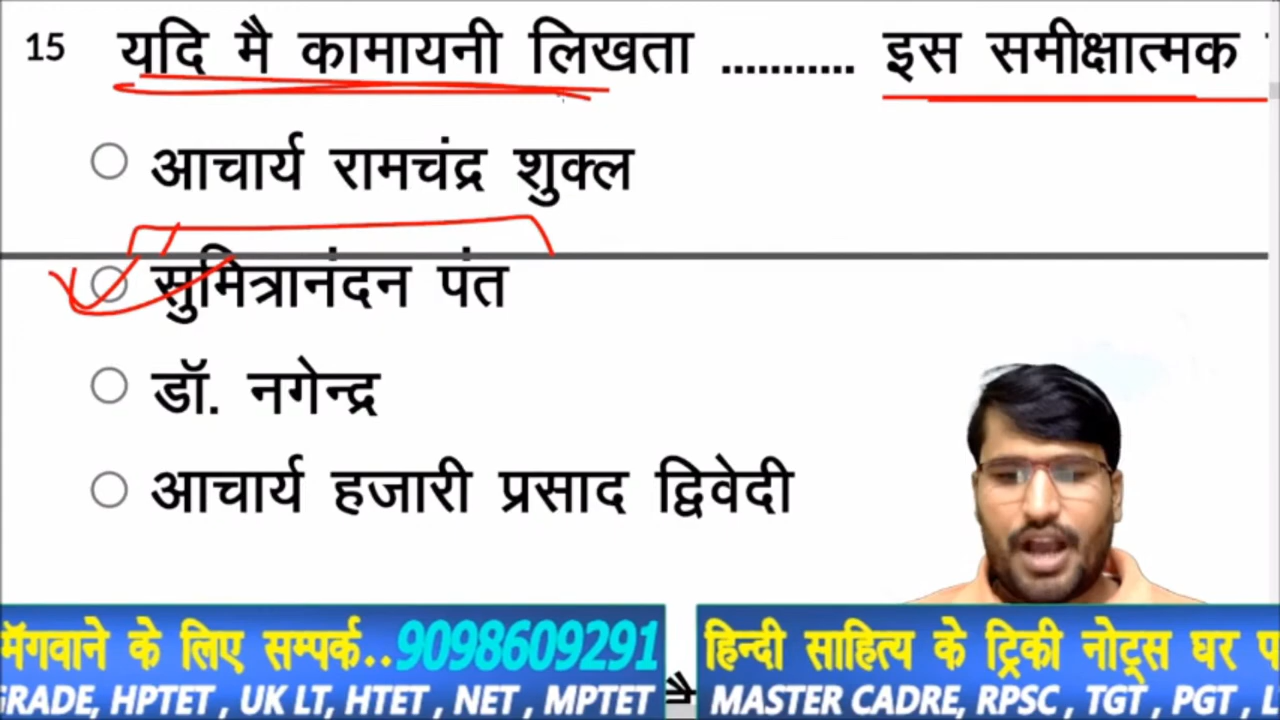 15 यदि मै कामायनी लिखता ........... इस समीक्षात्मक
आचार्य रामचंद्र शुक्ल
सुमित्रानंदन पंत
डॉ. नगेन्द्र
आचार्य हजारी प्रसाद द्विवेदी
मॅगवाने के लिए सम्पर्क..9098609291
हिन्दी साहित्य के ट्रिकी नोट्स घर
GRADE, HPTET , UK LT, HTET , NET , MPTET
MASTER CADRE, RPSC , TGT , PGT ,